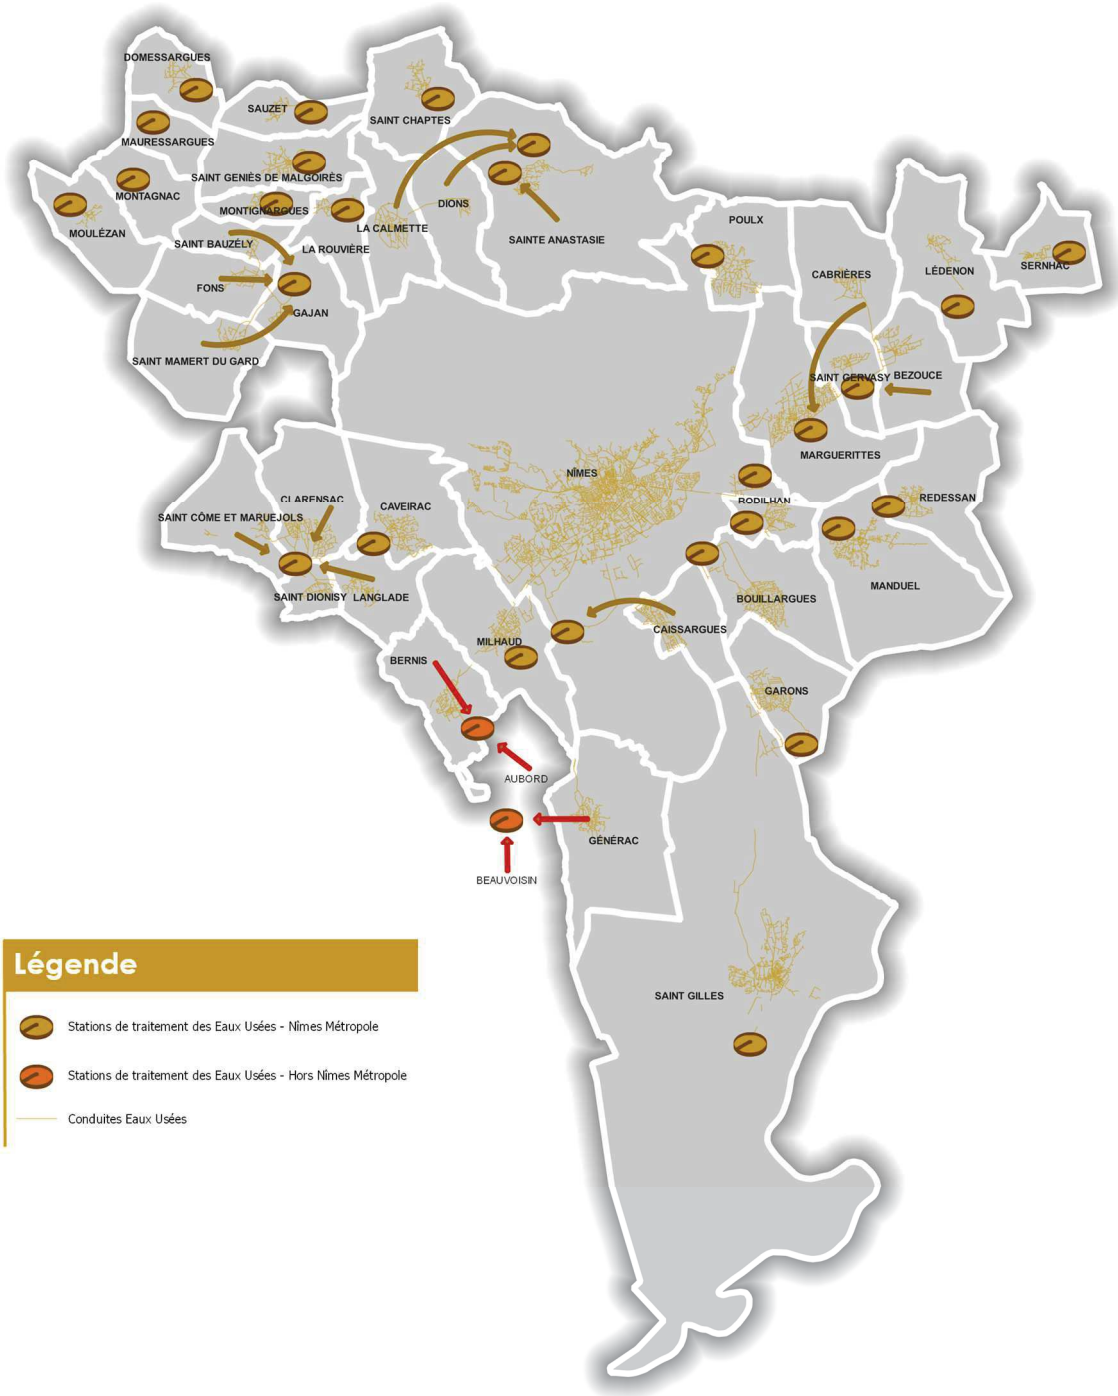 DOMESSARGUES
SAUZET
SAINT CHAPTES
MAURESSARGUES
SAINT GENIÈS DE MALGOIRÈS
MONTAGNAC
MONTIGNARGUES
DIONS
MOULÉZAN
LA CALMETTE
SAINT BAUZÉLY
LA ROUVIÈRE
SAINTE ANASTASIE
POULX
CABRIÈRES
LÉDENON
SERNHAC
FONS
GAJAN
SAINT MAMERT DU GARD
SAINT GERVASY
BEZOUCE
MARGUERITTES
NÎMES
CLARENSAC
CAVEIRAC
RODILHAN
REDESSAN
SAINT CÔME ET MARUEJOLS
MANDUEL
SAINT DIONISY
LANGLADE
BOUILLARGUES
CAISSARGUES
MILHAUD
BERNIS
GARONS
AUBORD
GÉNÉRAC
BEAUVOISIN
SAINT GILLES
Légende
Stations de traitement des Eaux Usées - Nîmes Métropole
Stations de traitement des Eaux Usées - Hors Nîmes Métropole
Conduites Eaux Usées